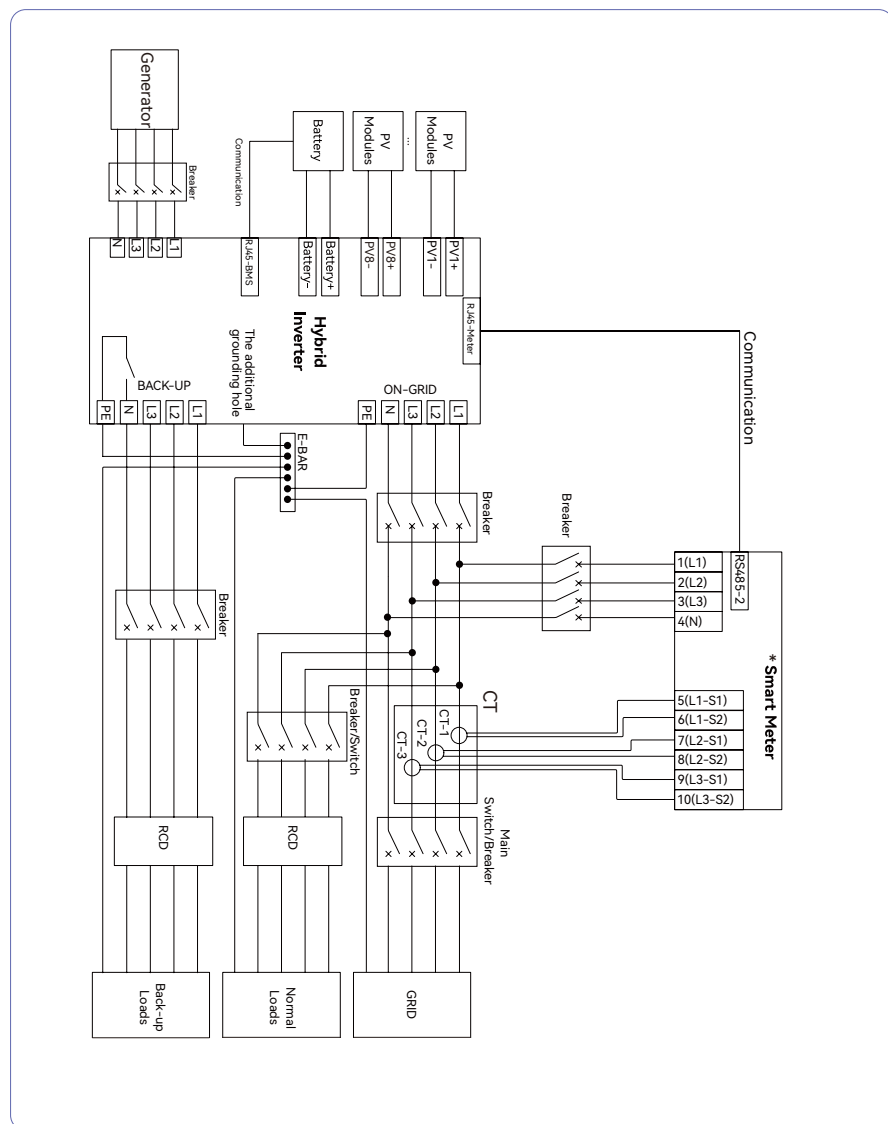 Generator
Breaker
Communication
Battery
PV
Modules
...
PV
Modules
N
L3
L2
L1
RJ45-BMS
Battery-
Battery+
PV8-
PV8+
PV1-
PV1+
RJ45-Meter
Hybrid
Inverter
The additional
grounding hole
BACK-UP
ON-GRID
PE
N
L3
L2
L1
PE
N
L3
L2
L1
E-BAR
Communication
Breaker
Breaker
Breaker
RS485-2
1(L1)
2(L2)
3(L3)
4(N)
* Smart Meter
5(L1-S1)
6(L1-S2)
7(L2-S1)
8(L2-S2)
9(L3-S1)
10(L3-S2)
CT
CT-1
CT-2
CT-3
Breaker/Switch
Main
Switch/Breaker
RCD
RCD
Back-up
Loads
Normal
Loads
GRID